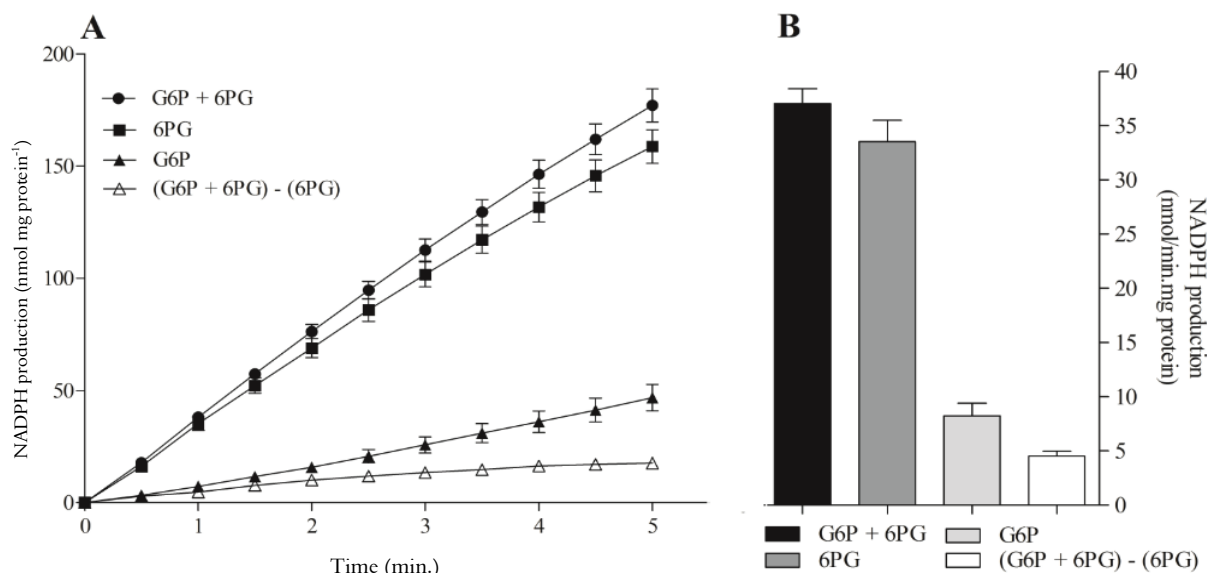 A
NADPH production (nmol mg protein-1)
200
150
100
50
0
G6P + 6PG
6PG
G6P
(G6P + 6PG) - (6PG)
0 1 2 3 4 5
Time (min.)
B
40
35
30
25
20
15
10
5
0
NADPH production
(nmol/min.mg protein)
G6P + 6PG G6P
6PG (G6P + 6PG) - (6PG)